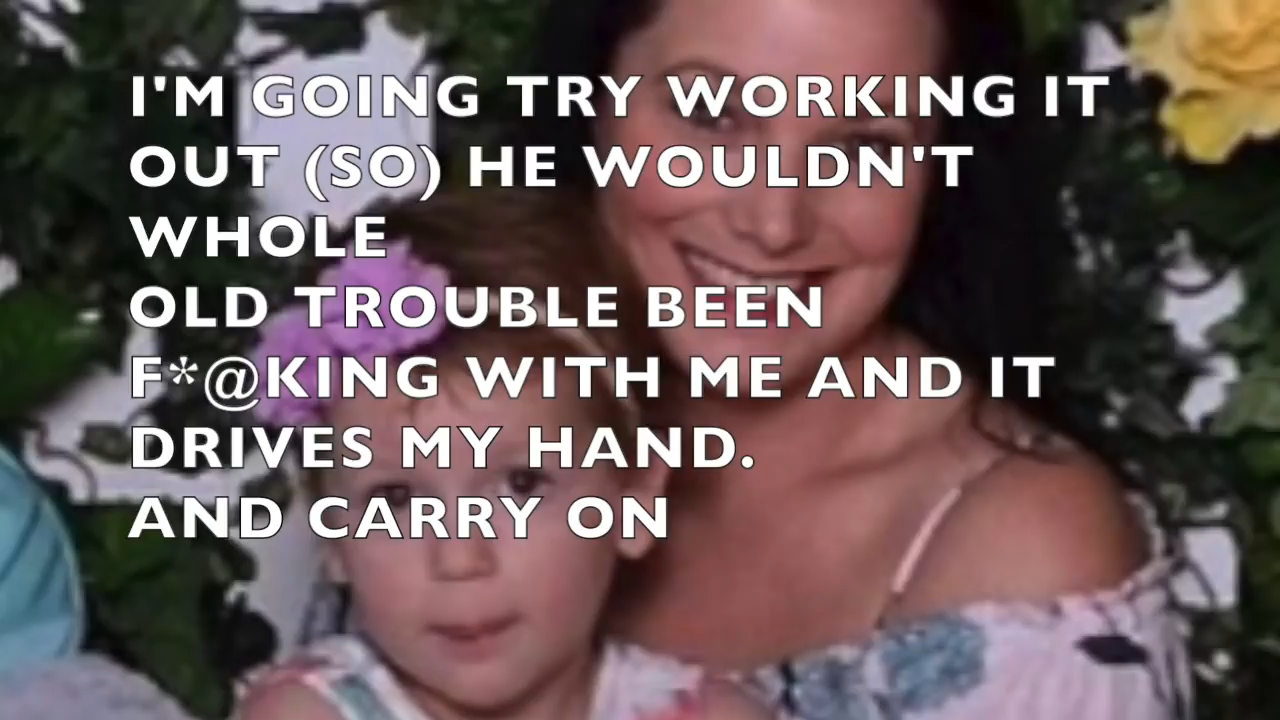 I'M GOING TRY WORKING IT
OUT (SO) HE WOULDN'T
WHOLE
OLD TROUBLE BEEN
F*@KING WITH ME AND IT
DRIVES MY HAND.
AND CARRY ON